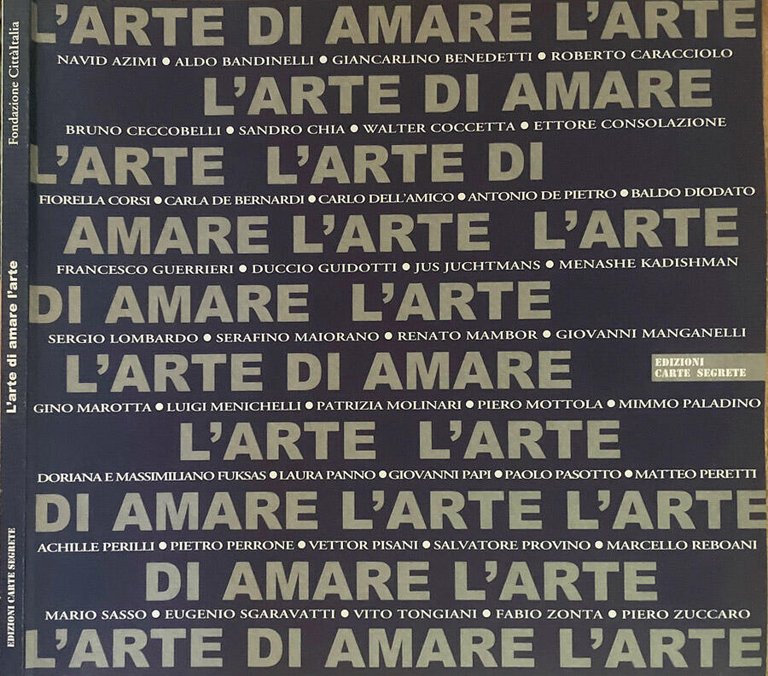 Fondazione CittàItalia
L'arte di amare l'arte
EDIZIONI CARTE SEGRETE
L'ARTE DI AMARE L'ARTE
NAVID AZIMI ● ALDO BANDINELLI ● GIANCARLINO BENEDETTI ● ROBERTO CARACCIOLO
L'ARTE DI AMARE
BRUNO CECCOBELLI ● SANDRO CHIA ● WALTER COCCETTA ● ETTORE CONSOLAZIONE
L'ARTE L'ARTE DI
FIORELLA CORSI ● CARLA DE BERNARDI ● CARLO DELL'AMICO ● ANTONIO DE PIETRO ● BALDO DIODATO
AMARE L'ARTE L'ARTE
FRANCESCO GUERRIERI ● DUCCIO GUIDOTTI ● JUS JUCHTMANS ● MENASHE KADISHMAN
DI AMARE L'ARTE
SERGIO LOMBARDO ● SERAFINO MAIORANO ● RENATO MAMBOR ● GIOVANNI MANGANELLI
L'ARTE DI AMARE
EDIZIONI
CARTE SEGRETE
GINO MAROTTA ● LUIGI MENICHELLI ● PATRIZIA MOLINARI ● PIERO MOTTOLA ● MIMMO PALADINO
L'ARTE L'ARTE
DORIANA E MASSIMILIANO FUKSAS ● LAURA PANNO ● GIOVANNI PAPI ● PAOLO PASOTTO ● MATTEO PERETTI
DI AMARE L'ARTE L'ARTE
ACHILLE PERILLI ● PIETRO PERRONE ● VETTOR PISANI ● SALVATORE PROVINO ● MARCELLO REBOANI
DI AMARE L'ARTE
MARIO SASSO ● EUGENIO SGARAVATTI ● VITO TONGIANI ● FABIO ZONTA ● PIERO ZUCCARO
L'ARTE DI AMARE L'ARTE